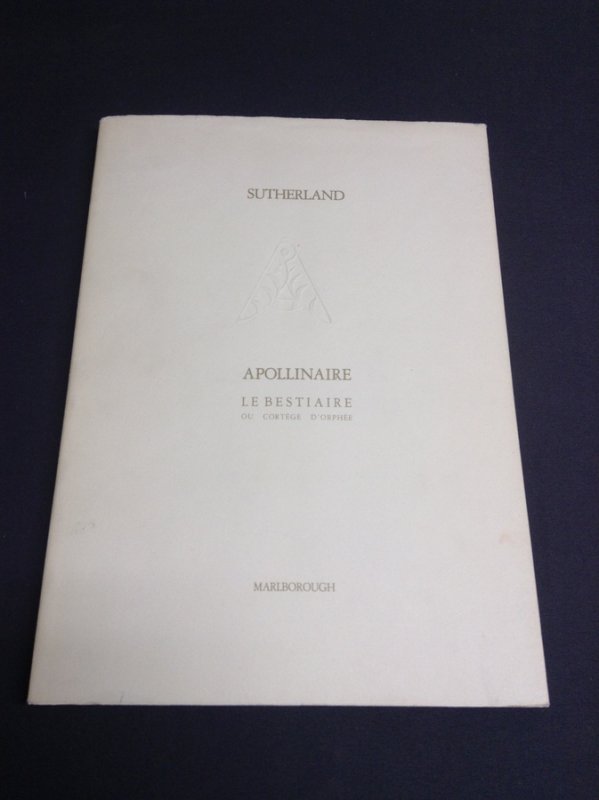 SUTHERLAND
APOLLINAIRE
LE BESTIAIRE
OU CORTÈGE D'ORPHÉE
MARLBOROUGH